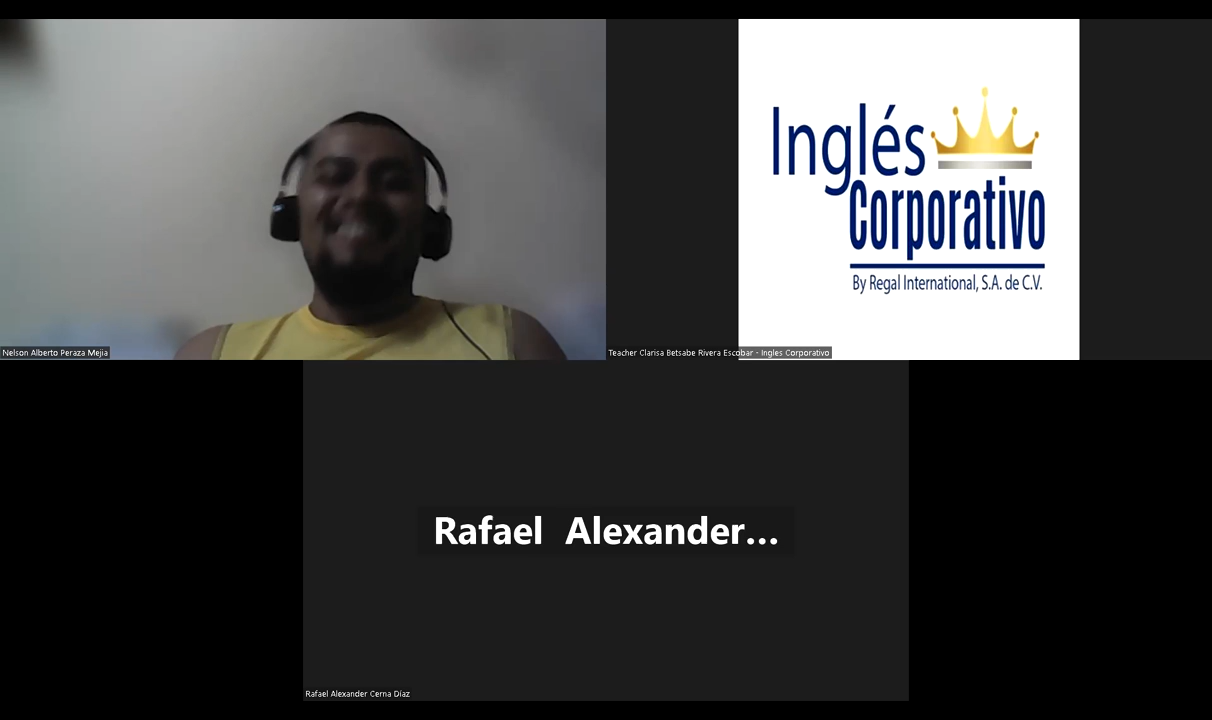 Inglés
Corporativo
By Regal International, S.A. de C.V.
Nelson Alberto Peraza Mejia
Teacher Clarisa Betsabe Rivera Escobar - Ingles Corporativo
Rafael Alexander...
Rafael Alexander Cerna Díaz